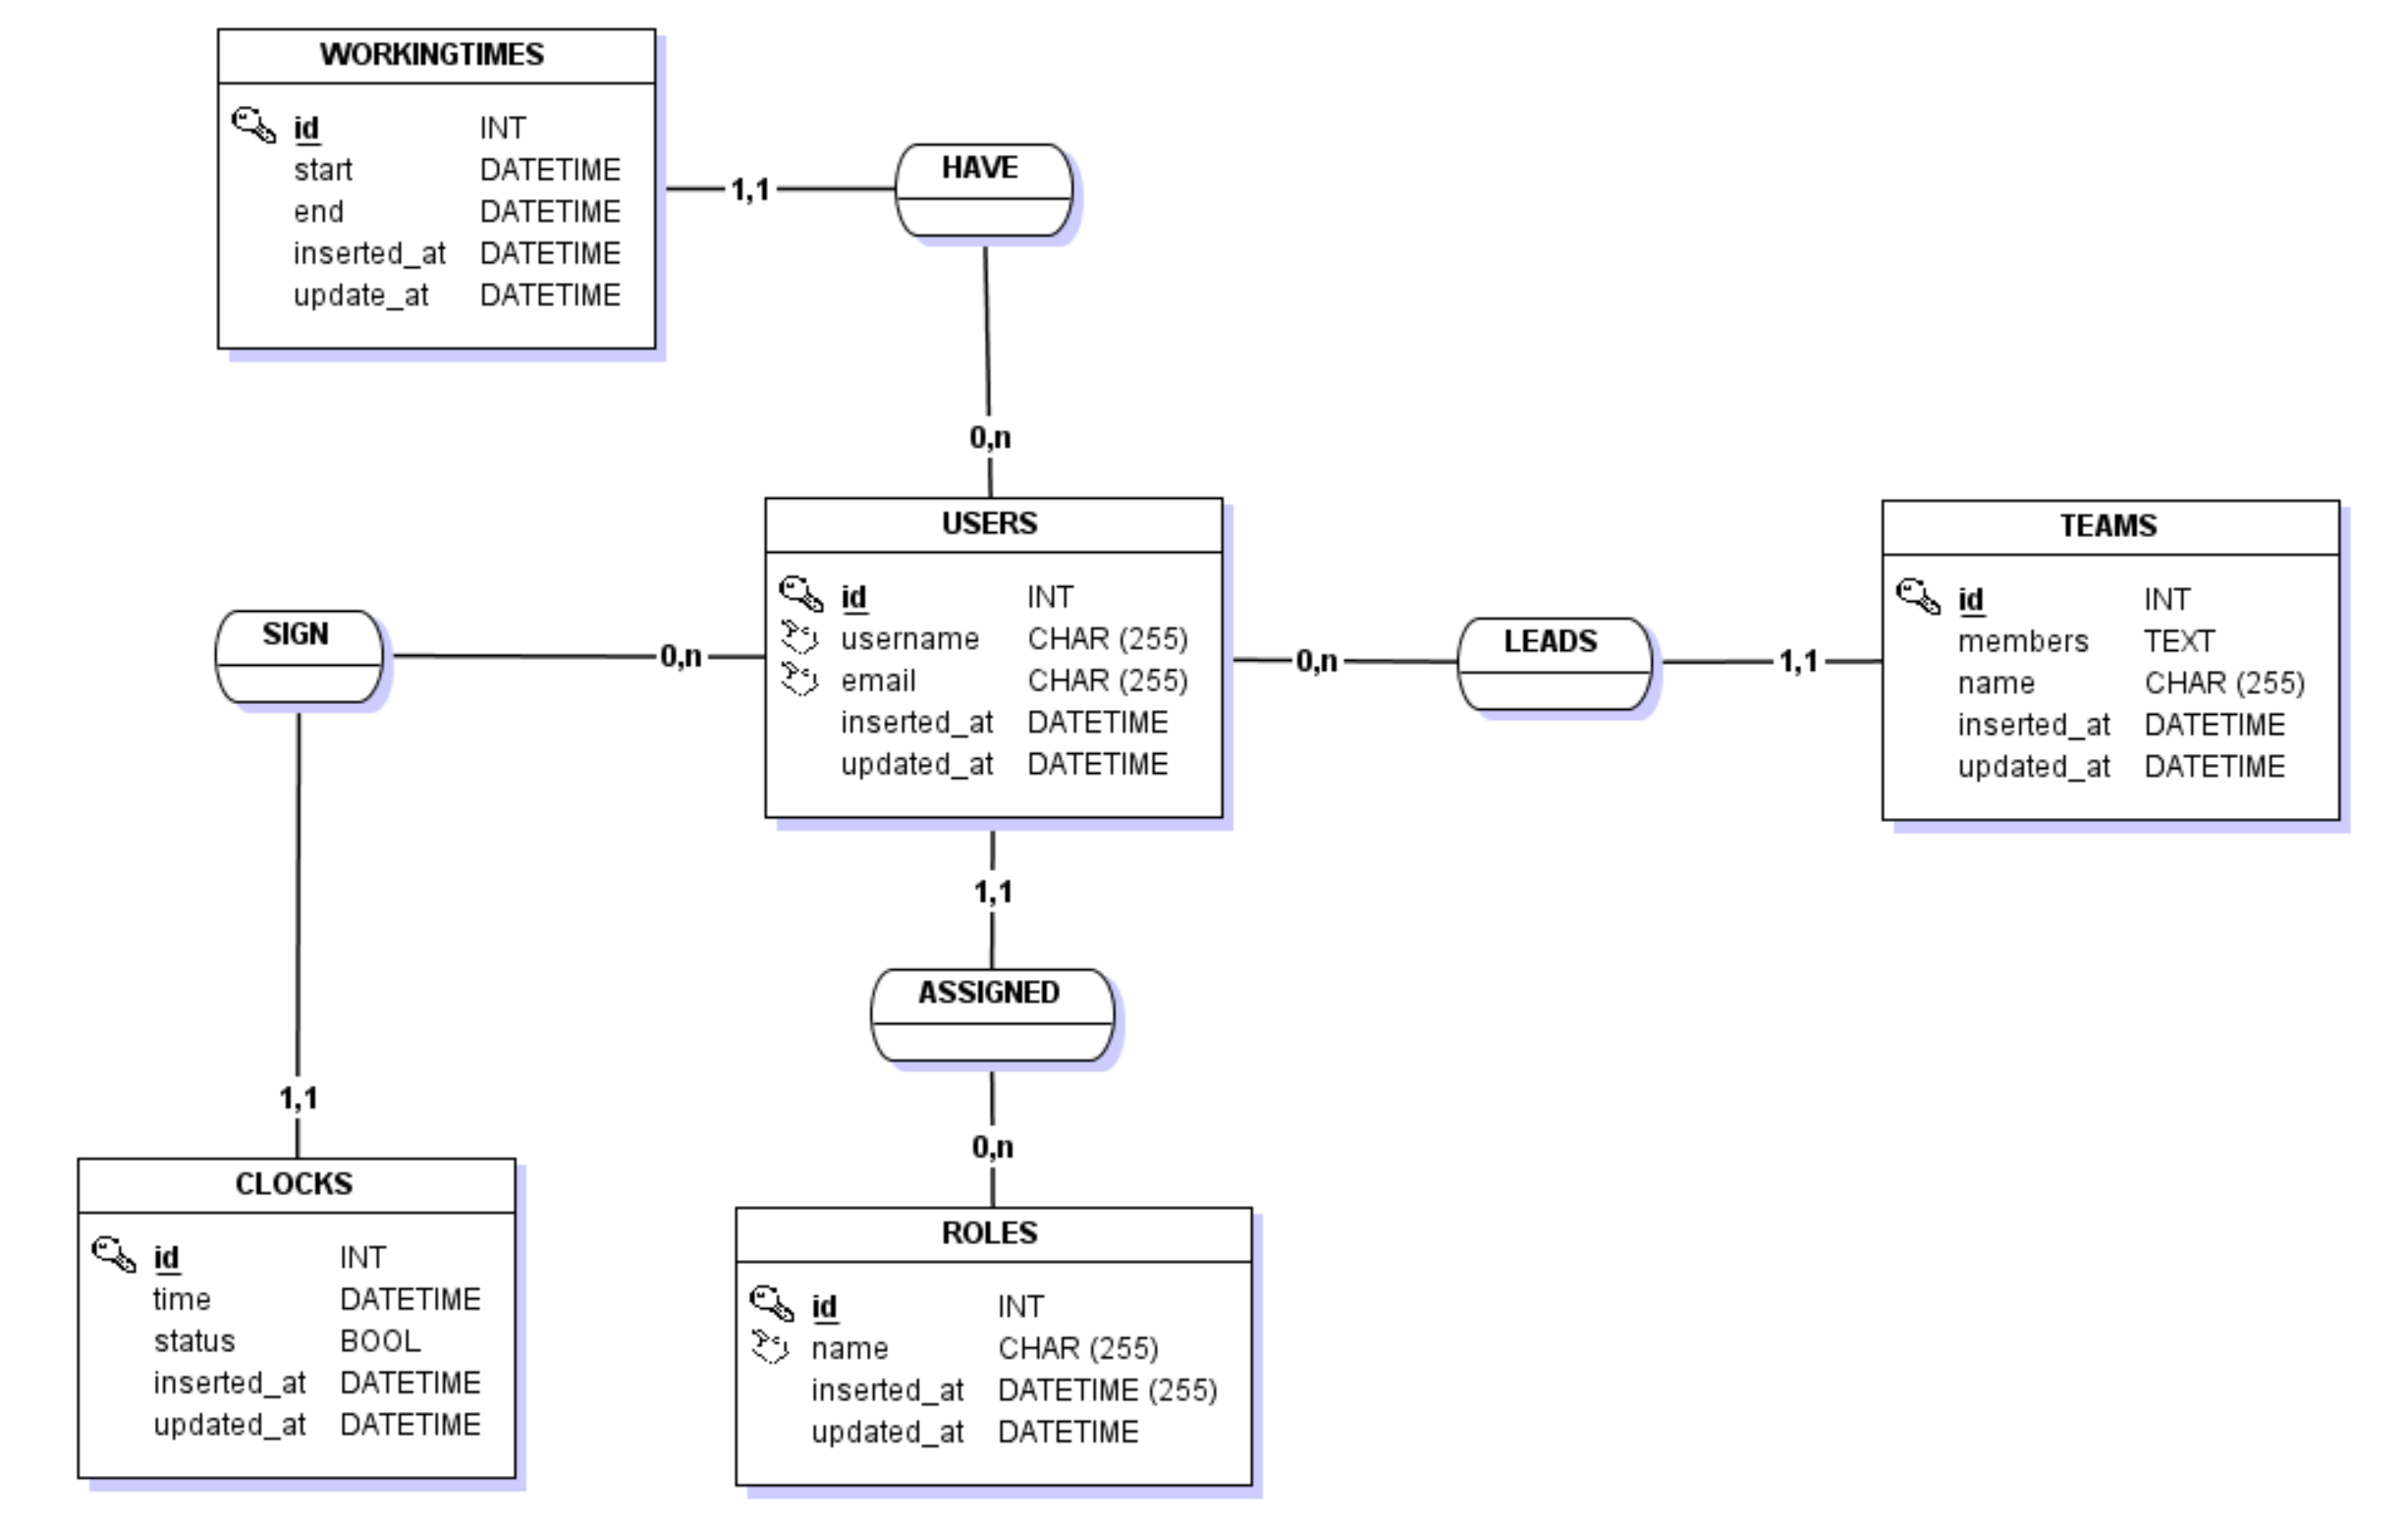 WORKINGTIMES
id INT
start DATETIME
end DATETIME
inserted_at DATETIME
update_at DATETIME
1,1
HAVE
0,n
USERS
id INT
username CHAR (255)
email CHAR (255)
inserted_at DATETIME
updated_at DATETIME
SIGN
0,n
0,n
LEADS
1,1
TEAMS
id INT
members TEXT
name CHAR (255)
inserted_at DATETIME
updated_at DATETIME
1,1
ASSIGNED
0,n
1,1
CLOCKS
id INT
time DATETIME
status BOOL
inserted_at DATETIME
updated_at DATETIME
ROLES
id INT
name CHAR (255)
inserted_at DATETIME (255)
updated_at DATETIME